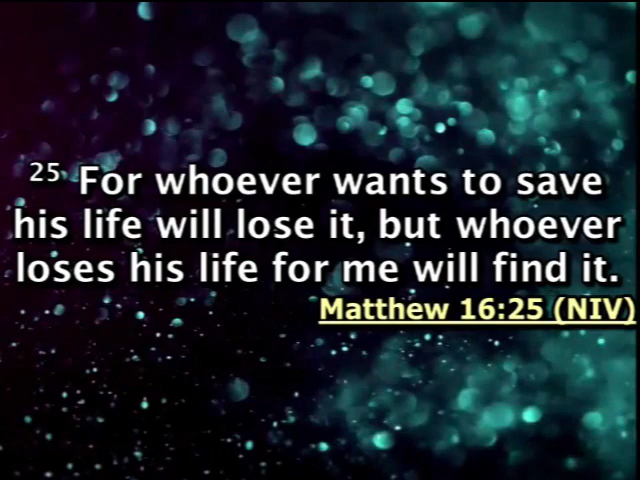 25 For whoever wants to save
his life will lose it, but whoever
loses his life for me will find it.
Matthew 16:25 (NIV)